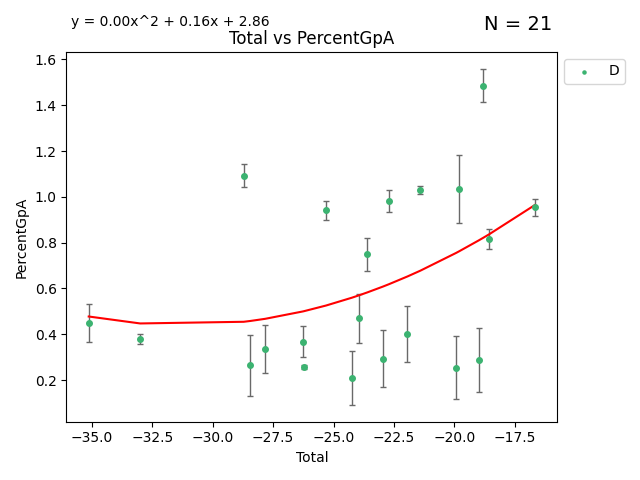 y = 0.00x^2 + 0.16x + 2.86
N = 21
Total vs PercentGpA
D
PercentGpA
1.6
1.4
1.2
1.0
0.8
0.6
0.4
0.2
−35.0 −32.5 −30.0 −27.5 −25.0 −22.5 −20.0 −17.5
Total